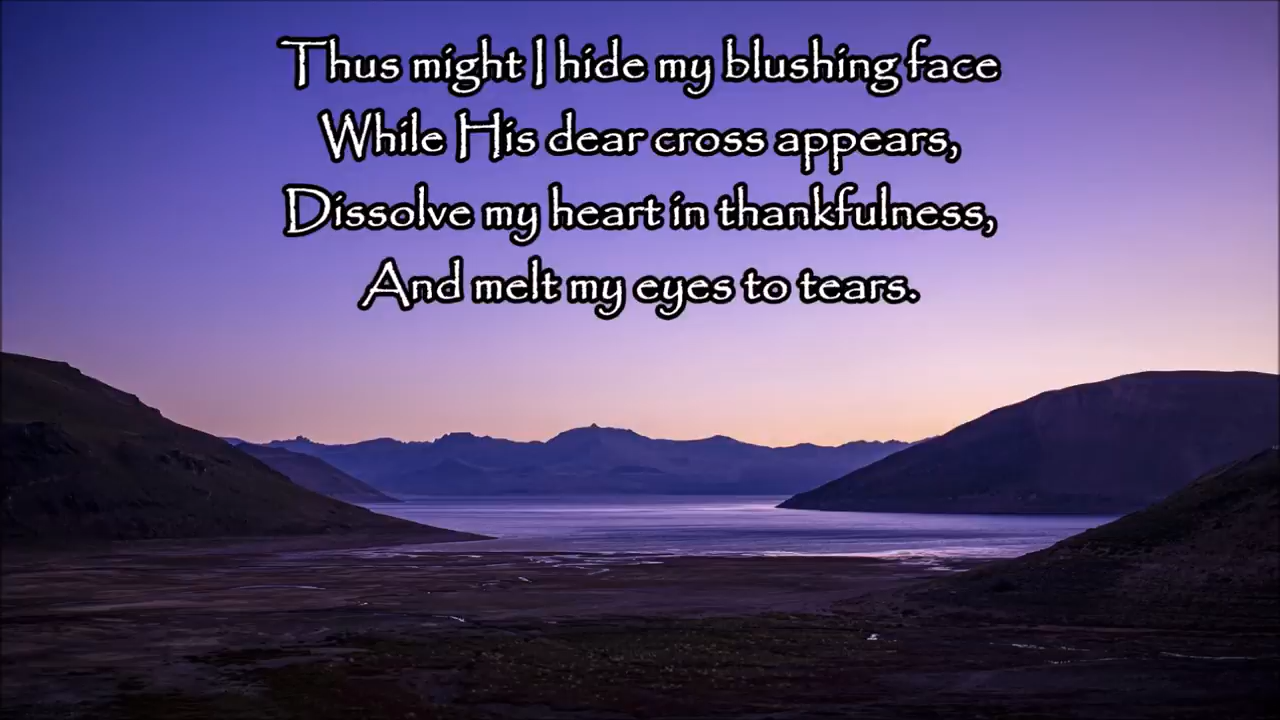 Thus might I hide my blushing face
While His dear cross appears,
Dissolve my heart in thankfulness,
And melt my eyes to tears.